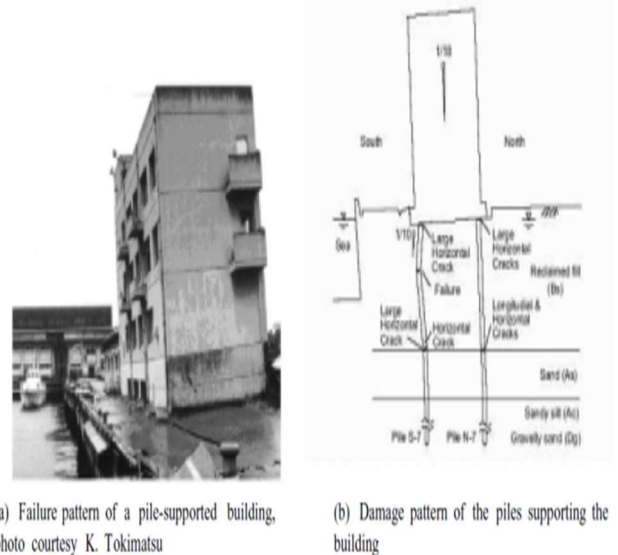 1/10
South
North
Sea
1/10
Large
Horizontal
Crack
Large
Horizontal
Cracks
Reclaimed fill
(Bs)
Failure
Large
Horizontal
Crack
Horizontal
Crack
Longitudial &
Horizontal
Cracks
Sand (As)
Sandy silt (Ac)
Pile S-7
Pile N-7
Gravelly sand (Dg)
a) Failure pattern of a pile-supported building,
photo courtesy K. Tokimatsu
(b) Damage pattern of the piles supporting the
building